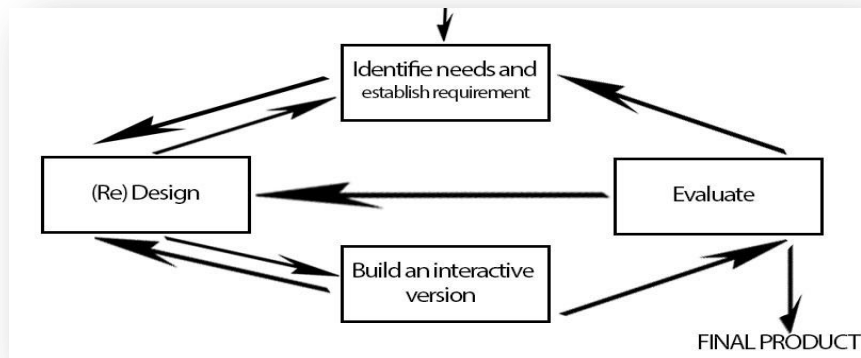 Identifie needs and
establish requirement
(Re) Design
Evaluate
Build an interactive
version
FINAL PRODUCT